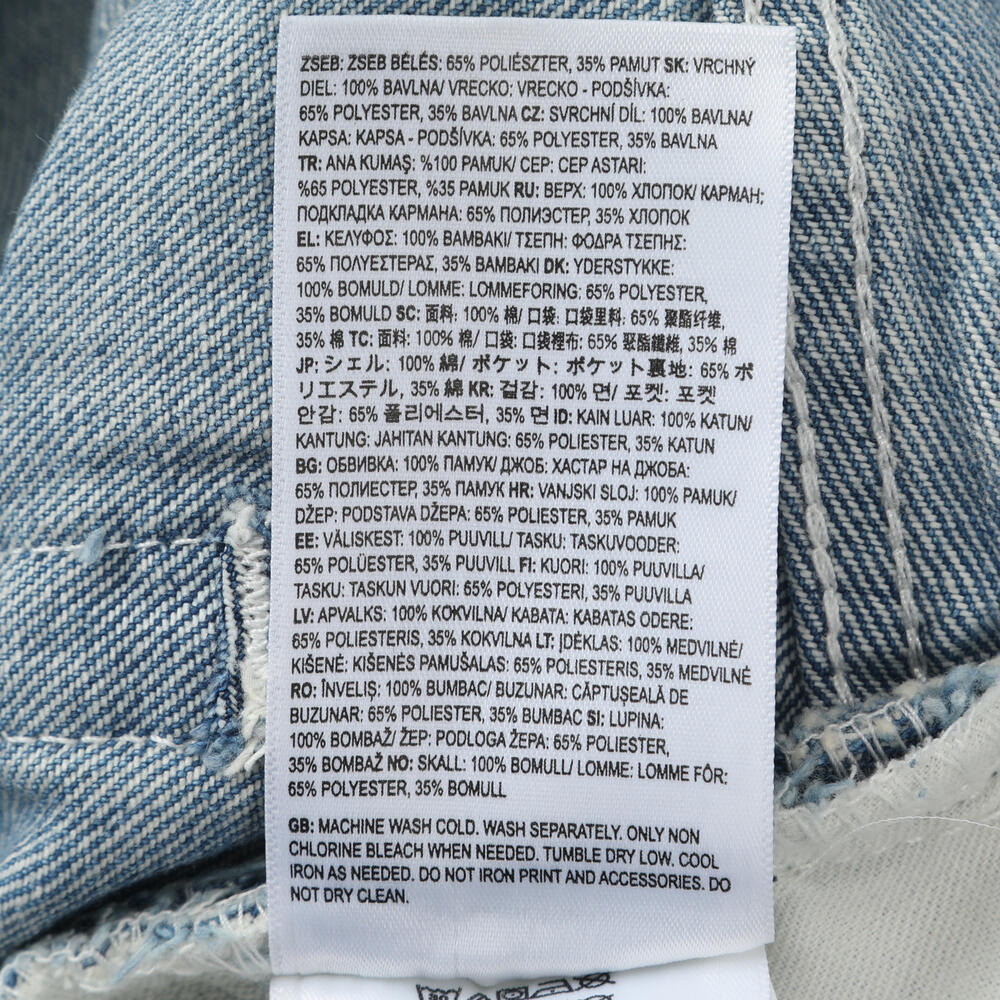 ZSEB: ZSEB BÉLÉS: 65% POLIÉSZTER, 35% PAMUT SK: VRCHNÝ
DIEL: 100% BAVLNA/ VRECKO: VRECKO - PODŠÍVKA:
65% POLYESTER, 35% BAVLNA CZ: SVRCHNÍ DÍL: 100% BAVLNA/
KAPSA: KAPSA - PODŠÍVKA: 65% POLYESTER, 35% BAVLNA
TR: ANA KUMAŞ: %100 PAMUK/ CEP: CEP ASTARI:
%65 POLYESTER, %35 PAMUK RU: ВЕРХ: 100% ХЛОПОК/ КАРМАН:
ПОДКЛАДКА КАРМАНА: 65% ПОЛИЭСТЕР, 35% ХЛОПОК
EL: ΚΕΛΥΦΟΣ: 100% ΒΑΜΒΑΚΙ/ ΤΣΕΠΗ: ΦΟΔΡΑ ΤΣΕΠΗΣ:
65% ΠΟΛΥΕΣΤΕΡΑΣ, 35% ΒΑΜΒΑΚΙ DK: YDERSTYKKE:
100% BOMULD/ LOMME: LOMMEFORING: 65% POLYESTER,
35% BOMULD SC: 面料: 100% 棉/ 口袋: 口袋里料: 65% 聚酯纤维,
35% 棉 TC: 面料: 100% 棉/ 口袋: 口袋裡布: 65% 聚酯纖維, 35% 棉
JP: シェル: 100% 綿/ ポケット: ポケット裏地: 65% ポ
リエステル, 35% 綿 KR: 겉감: 100% 면/ 포켓: 포켓
안감: 65% 폴리에스터, 35% 면 ID: KAIN LUAR: 100% KATUN/
KANTUNG: JAHITAN KANTUNG: 65% POLIESTER, 35% KATUN
BG: ОБВИВКА: 100% ПАМУК/ ДЖОБ: ХАСТАР НА ДЖОБА:
65% ПОЛИЕСТЕР, 35% ПАМУК HR: VANJSKI SLOJ: 100% PAMUK/
DŽEP: PODSTAVA DŽEPA: 65% POLIESTER, 35% PAMUK
EE: VÄLISKEST: 100% PUUVILL/ TASKU: TASKUVOODER:
65% POLÜESTER, 35% PUUVILL FI: KUORI: 100% PUUVILLA/
TASKU: TASKUN VUORI: 65% POLYESTERI, 35% PUUVILLA
LV: APVALKS: 100% KOKVILNA/ KABATA: KABATAS ODERE:
65% POLIESTERIS, 35% KOKVILNA LT: ĮDĖKLAS: 100% MEDVILNĖ/
KIŠENĖ: KIŠENĖS PAMUŠALAS: 65% POLIESTERIS, 35% MEDVILNĖ
RO: ÎNVELIȘ: 100% BUMBAC/ BUZUNAR: CĂPTUȘEALĂ DE
BUZUNAR: 65% POLIESTER, 35% BUMBAC SI: LUPINA:
100% BOMBAŽ/ ŽEP: PODLOGA ŽEPA: 65% POLIESTER,
35% BOMBAŽ NO: SKALL: 100% BOMULL/ LOMME: LOMME FÔR:
65% POLYESTER, 35% BOMULL
GB: MACHINE WASH COLD. WASH SEPARATELY. ONLY NON
CHLORINE BLEACH WHEN NEEDED. TUMBLE DRY LOW. COOL
IRON AS NEEDED. DO NOT IRON PRINT AND ACCESSORIES. DO
NOT DRY CLEAN.